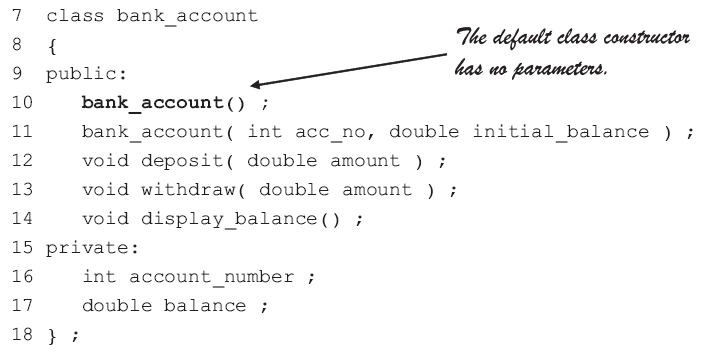 7 class bank_account
8 {
The default class constructor
has no parameters.
9 public:
10 bank_account() ;
11 bank_account( int acc_no, double initial_balance ) ;
12 void deposit( double amount ) ;
13 void withdraw( double amount ) ;
14 void display_balance() ;
15 private:
16 int account_number ;
17 double balance ;
18 } ;